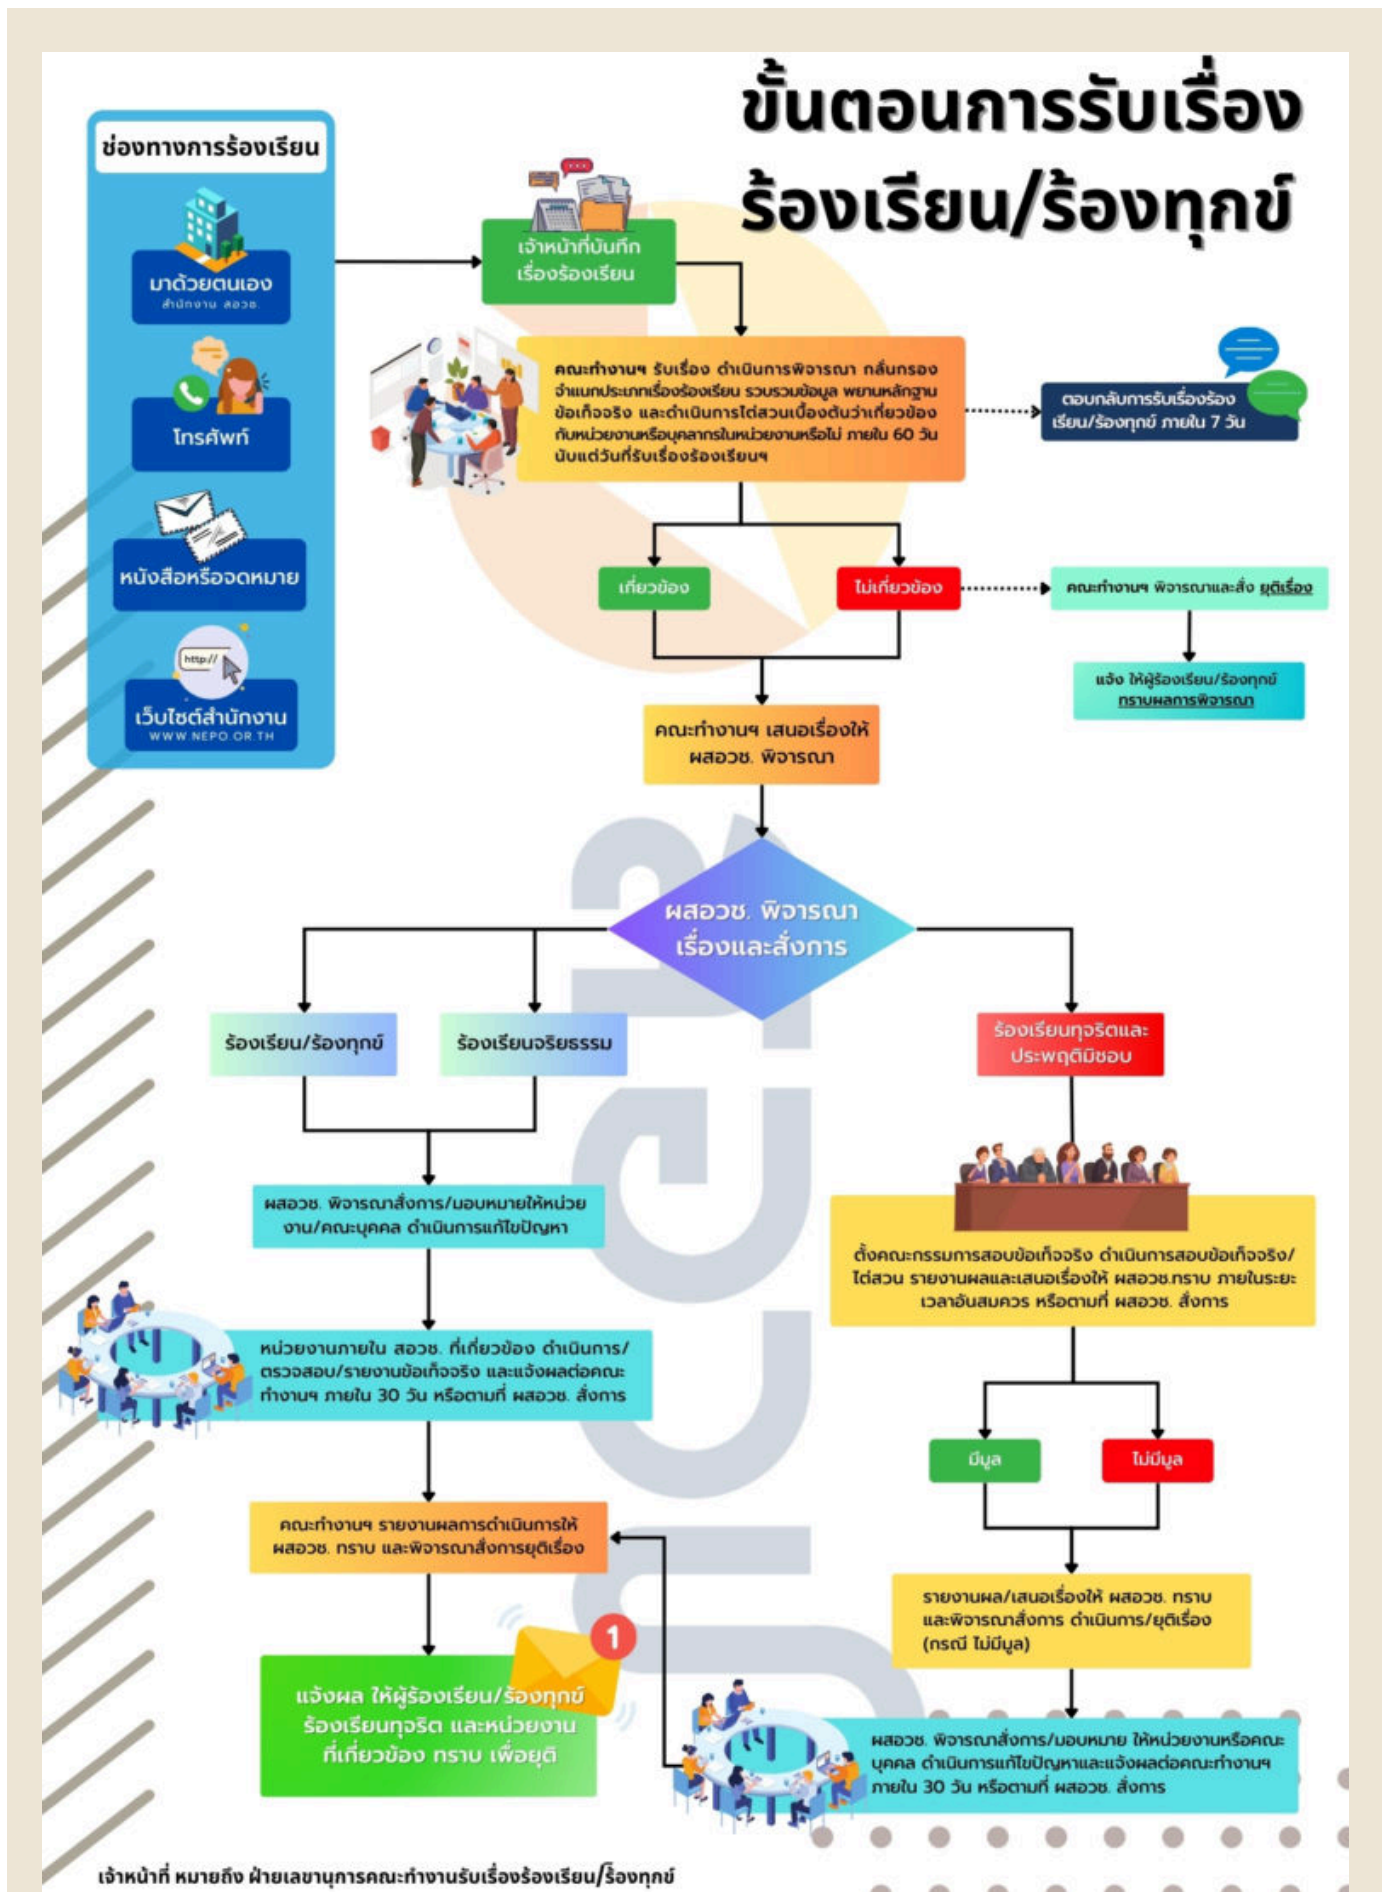 ขั้นตอนการรับเรื่อง
ร้องเรียน/ร้องทุกข์
ช่องทางการร้องเรียน
มาด้วยตนเอง
สำนักงาน สอวช.
โทรศัพท์
หนังสือหรือจดหมาย
http://
เว็บไซต์สำนักงาน
WWW.NEPO.OR.TH
เจ้าหน้าที่บันทึก
เรื่องร้องเรียน
คณะทำงานฯ รับเรื่อง ดำเนินการพิจารณา กลั่นกรอง
จำแนกประเภทเรื่องร้องเรียน รวบรวมข้อมูล พยานหลักฐาน
ข้อเท็จจริง และดำเนินการไต่สวนเบื้องต้นว่าเกี่ยวข้อง
กับหน่วยงานหรือบุคลากรในหน่วยงานหรือไม่ ภายใน 60 วัน
นับแต่วันที่รับเรื่องร้องเรียนฯ
ตอบกลับการรับเรื่องร้อง
เรียน/ร้องทุกข์ ภายใน 7 วัน
เกี่ยวข้อง
ไม่เกี่ยวข้อง
คณะทำงานฯ พิจารณาและสั่ง ยุติเรื่อง
แจ้ง ให้ผู้ร้องเรียน/ร้องทุกข์
ทราบผลการพิจารณา
คณะทำงานฯ เสนอเรื่องให้
ผสอวช. พิจารณา
ผสอวช. พิจารณา
เรื่องและสั่งการ
ร้องเรียน/ร้องทุกข์
ร้องเรียนจริยธรรม
ร้องเรียนทุจริตและ
ประพฤติมิชอบ
ผสอวช. พิจารณาสั่งการ/มอบหมายให้หน่วย
งาน/คณะบุคคล ดำเนินการแก้ไขปัญหา
ตั้งคณะกรรมการสอบข้อเท็จจริง ดำเนินการสอบข้อเท็จจริง/
ไต่สวน รายงานผลและเสนอเรื่องให้ ผสอวช.ทราบ ภายในระยะ
เวลาอันสมควร หรือตามที่ ผสอวช. สั่งการ
หน่วยงานภายใน สอวช. ที่เกี่ยวข้อง ดำเนินการ/
ตรวจสอบ/รายงานข้อเท็จจริง และแจ้งผลต่อคณะ
ทำงานฯ ภายใน 30 วัน หรือตามที่ ผสอวช. สั่งการ
มีมูล
ไม่มีมูล
คณะทำงานฯ รายงานผลการดำเนินการให้
ผสอวช. ทราบ และพิจารณาสั่งการยุติเรื่อง
รายงานผล/เสนอเรื่องให้ ผสอวช. ทราบ
และพิจารณาสั่งการ ดำเนินการ/ยุติเรื่อง
(กรณี ไม่มีมูล)
1
แจ้งผล ให้ผู้ร้องเรียน/ร้องทุกข์
ร้องเรียนทุจริต และหน่วยงาน
ที่เกี่ยวข้อง ทราบ เพื่อยุติ
ผสอวช. พิจารณาสั่งการ/มอบหมาย ให้หน่วยงานหรือคณะ
บุคคล ดำเนินการแก้ไขปัญหาและแจ้งผลต่อคณะทำงานฯ
ภายใน 30 วัน หรือตามที่ ผสอวช. สั่งการ
เจ้าหน้าที่ หมายถึง ฝ่ายเลขานุการคณะทำงานรับเรื่องร้องเรียน/ร้องทุกข์